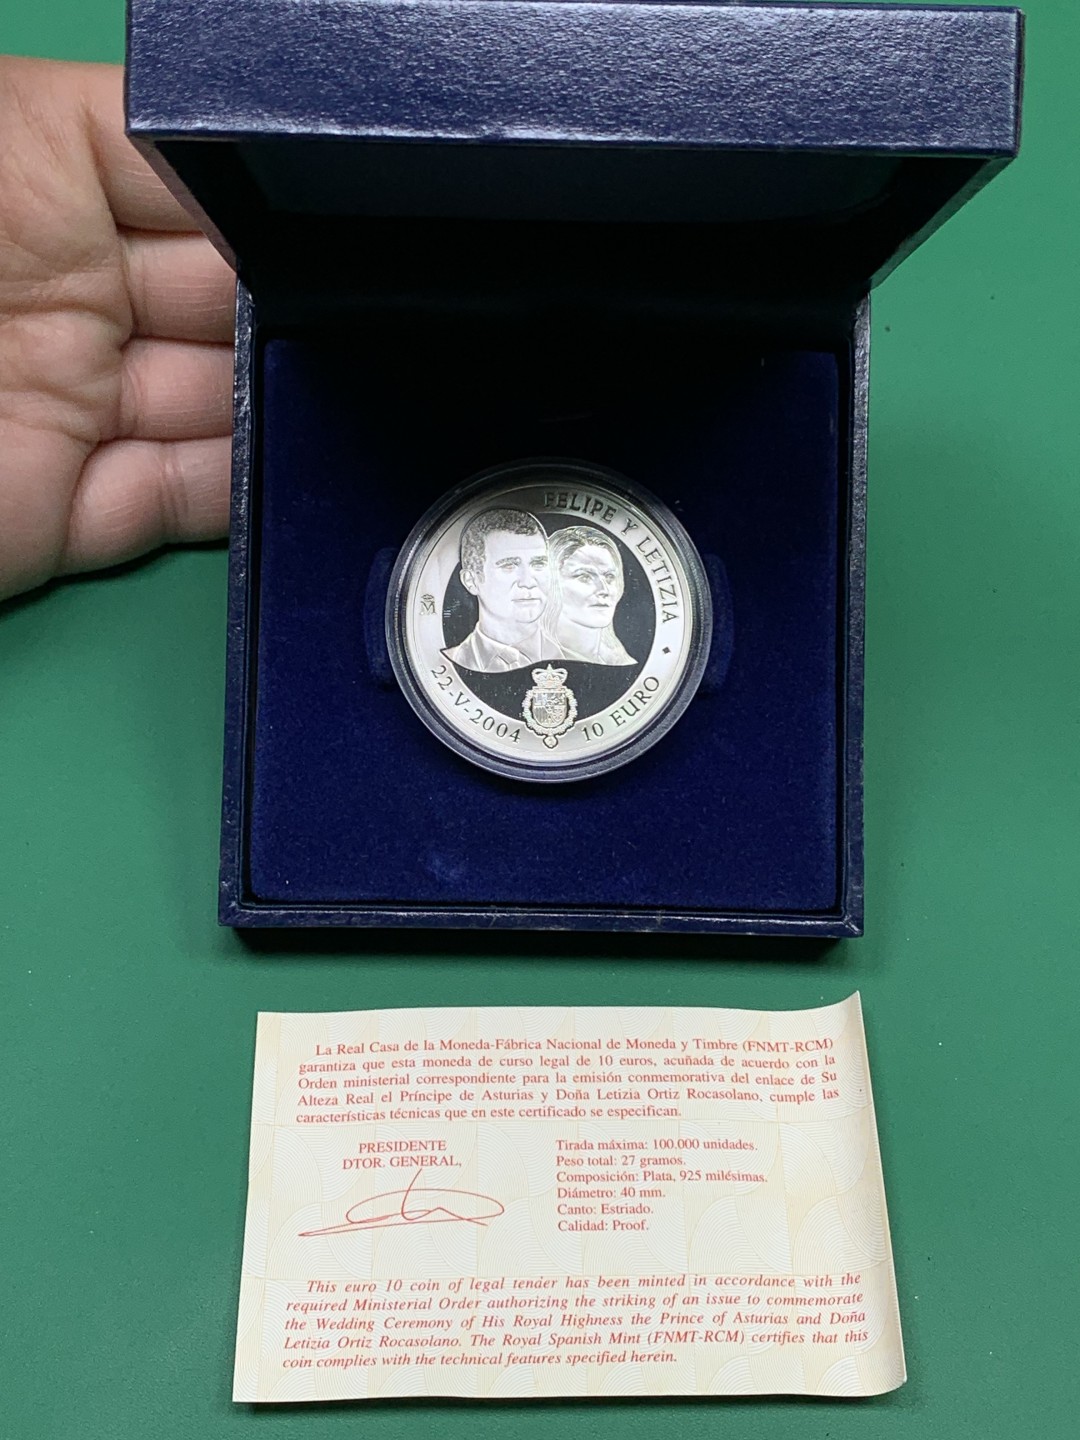 FELIPE Y LETIZIA
M
22-V-2004
10 EURO
La Real Casa de la Moneda-Fábrica Nacional de Moneda y Timbre (FNMT-RCM)
garantiza que esta moneda de curso legal de 10 euros, acuñada de acuerdo con la
Orden ministerial correspondiente para la emisión conmemorativa del enlace de Su
Alteza Real el Príncipe de Asturias y Doña Letizia Ortiz Rocasolano, cumple las
características técnicas que en este certificado se especifican.
PRESIDENTE
DTOR. GENERAL,
Tirada máxima: 100.000 unidades.
Peso total: 27 gramos.
Composición: Plata, 925 milésimas.
Diámetro: 40 mm.
Canto: Estriado.
Calidad: Proof.
This euro 10 coin of legal tender has been minted in accordance with the
required Ministerial Order authorizing the striking of an issue to commemorate
the Wedding Ceremony of His Royal Highness the Prince of Asturias and Doña
Letizia Ortiz Rocasolano. The Royal Spanish Mint (FNMT-RCM) certifies that this
coin complies with the technical features specified herein.